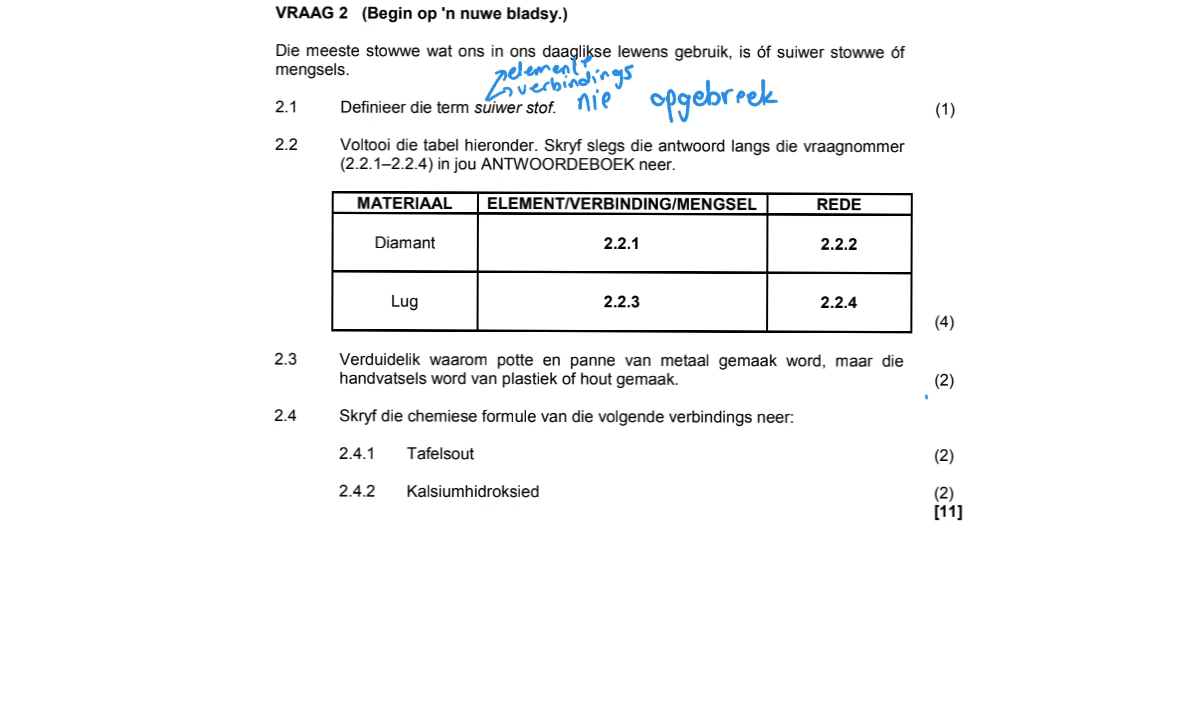 VRAAG 2 (Begin op 'n nuwe bladsy.)
Die meeste stowwe wat ons in ons daaglikse lewens gebruik, is óf suiwer stowwe óf
mengsels.
element
verbindings
2.1 Definieer die term suiwer stof. nie opgebreek (1)
2.2 Voltooi die tabel hieronder. Skryf slegs die antwoord langs die vraagnommer
(2.2.1–2.2.4) in jou ANTWOORDEBOEK neer.
MATERIAAL ELEMENT/VERBINDING/MENGSEL REDE
Diamant 2.2.1 2.2.2
Lug 2.2.3 2.2.4
(4)
2.3 Verduidelik waarom potte en panne van metaal gemaak word, maar die
handvatsels word van plastiek of hout gemaak. (2)
2.4 Skryf die chemiese formule van die volgende verbindings neer:
2.4.1 Tafelsout (2)
2.4.2 Kalsiumhidroksied (2)
[11]